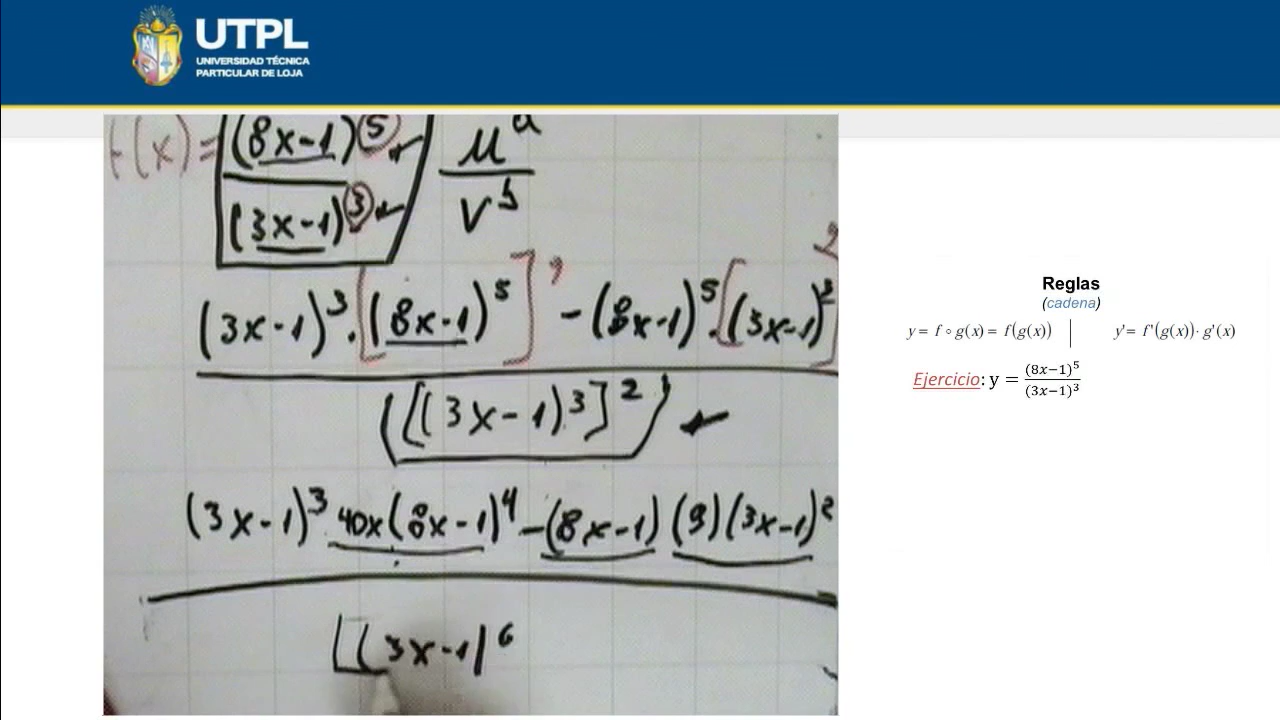 UTPL
UNIVERSIDAD TÉCNICA
PARTICULAR DE LOJA
f(x) = (8x-1)^5 / (3x-1)^3 u^a / v^b
(3x-1)^3 · [(8x-1)^5]' - (8x-1)^5 · [(3x-1)^3]
([(3x-1)^3]^2)
(3x-1)^3 40x(8x-1)^4 - (8x-1) (9)(3x-1)^2
[(3x-1)^6
Reglas
(cadena)
y = f ∘ g(x) = f(g(x)) | y' = f'(g(x))· g'(x)
Ejercicio: y = (8x−1)^5 / (3x−1)^3